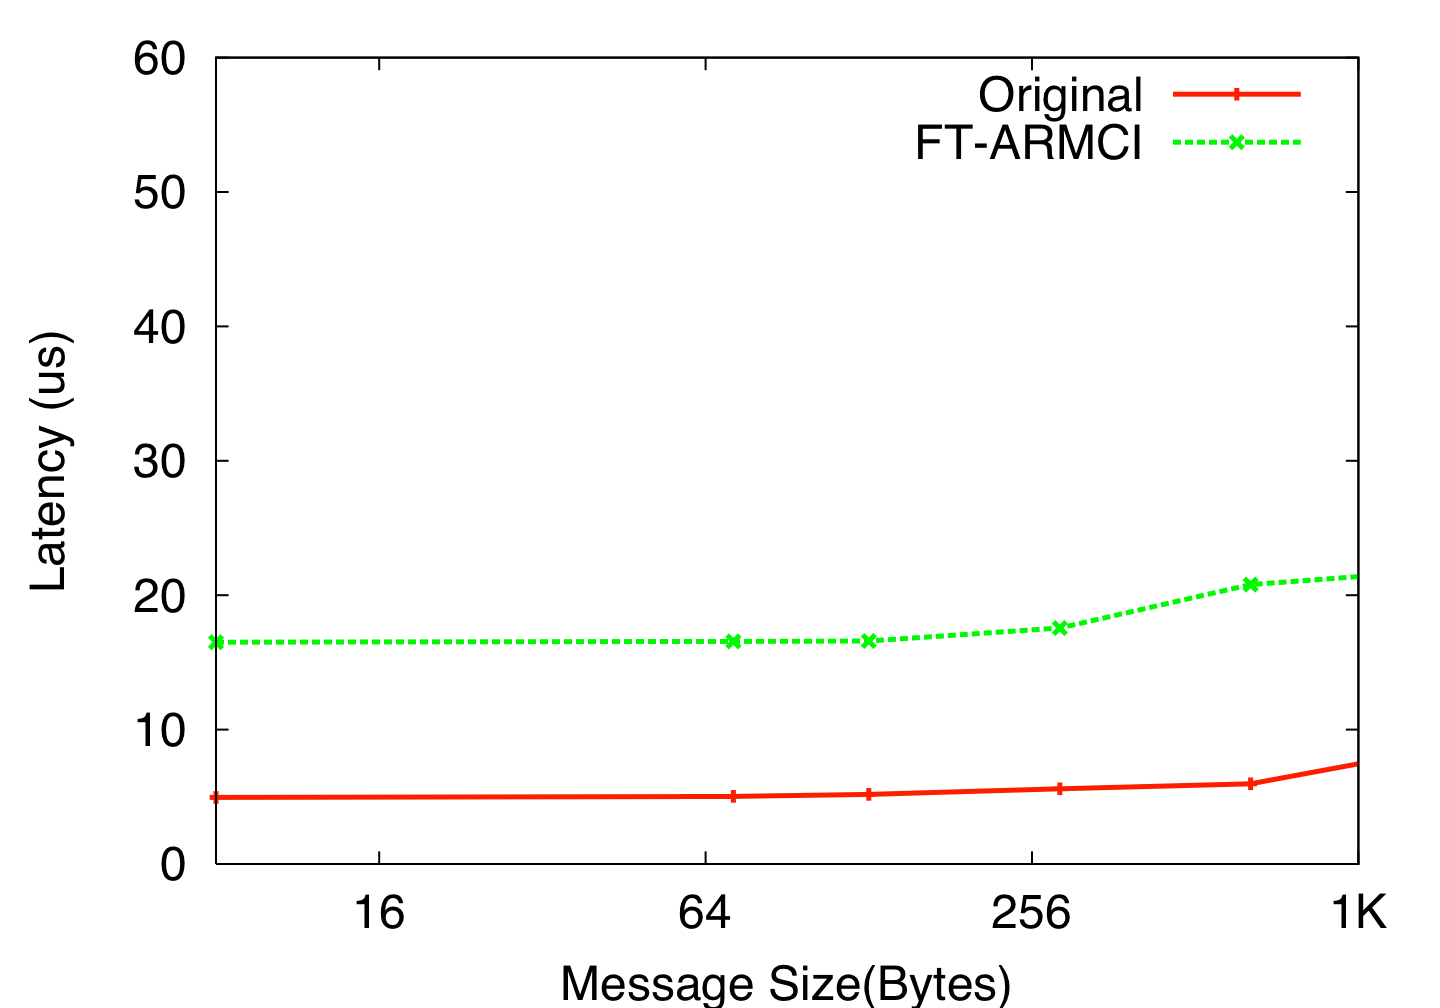 60
50
40
30
20
10
0
Latency (us)
Original
FT-ARMCI
16 64 256 1K
Message Size(Bytes)